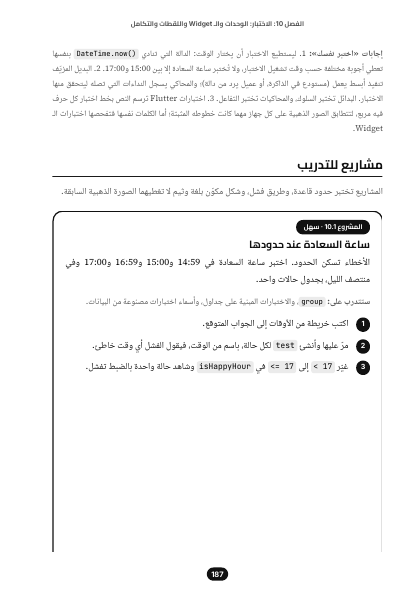 الفصل 10: الاختبار: الوحدات والـ Widget واللقطات والتكامل
إجابات «اختبر نفسك»: 1. ليستطيع الاختبار أن يختار الوقت: الدالة التي تنادي DateTime.now() بنفسها
تعطي أجوبة مختلفة حسب وقت تشغيل الاختبار، ولا تُختبر ساعة السعادة إلا بين 15:00 و17:00. 2. البديل المزيّف
تنفيذ أبسط يعمل (مستودع في الذاكرة، أو عميل يرد من دالة)؛ والمحاكي يسجل النداءات التي تصله ليتحقق منها
الاختبار. البدائل تختبر السلوك، والمحاكيات تختبر التفاعل. 3. اختبارات Flutter ترسم النص بخط اختبار كل حرف
فيه مربع، لتتطابق الصور الذهبية على كل جهاز مهما كانت خطوطه المثبتة؛ أما الكلمات نفسها فتفحصها اختبارات الـ
Widget.
مشاريع للتدريب
المشاريع تختبر حدود قاعدة، وطريق فشل، وشكل مكوّن بلغة وثيم لا تغطيهما الصورة الذهبية السابقة.
المشروع 10.1 · سهل
ساعة السعادة عند حدودها
الأخطاء تسكن الحدود. اختبر ساعة السعادة في 14:59 و15:00 و16:59 و17:00 وفي
منتصف الليل، بجدول حالات واحد.
ستتدرب على: group، والاختبارات المبنية على جداول، وأسماء اختبارات مصنوعة من البيانات.
1 اكتب خريطة من الأوقات إلى الجواب المتوقع.
2 مرّ عليها وأنشئ test لكل حالة، باسم من الوقت، فيقول الفشل أي وقت خاطئ.
3 غيّر < 17 إلى <= 17 في isHappyHour وشاهد حالة واحدة بالضبط تفشل.
187